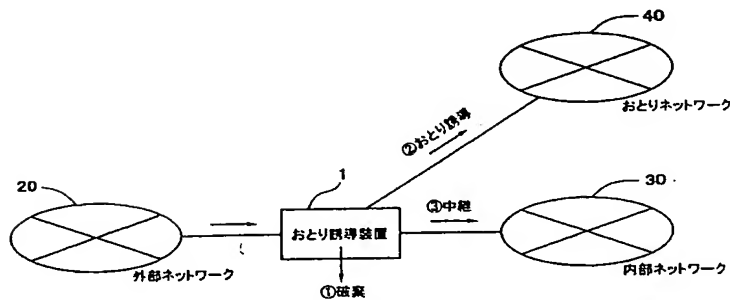 40
おとりネットワーク
②おとり誘導
20
1
30
③中継
おとり誘導装置
外部ネットワーク
内部ネットワーク
①破棄